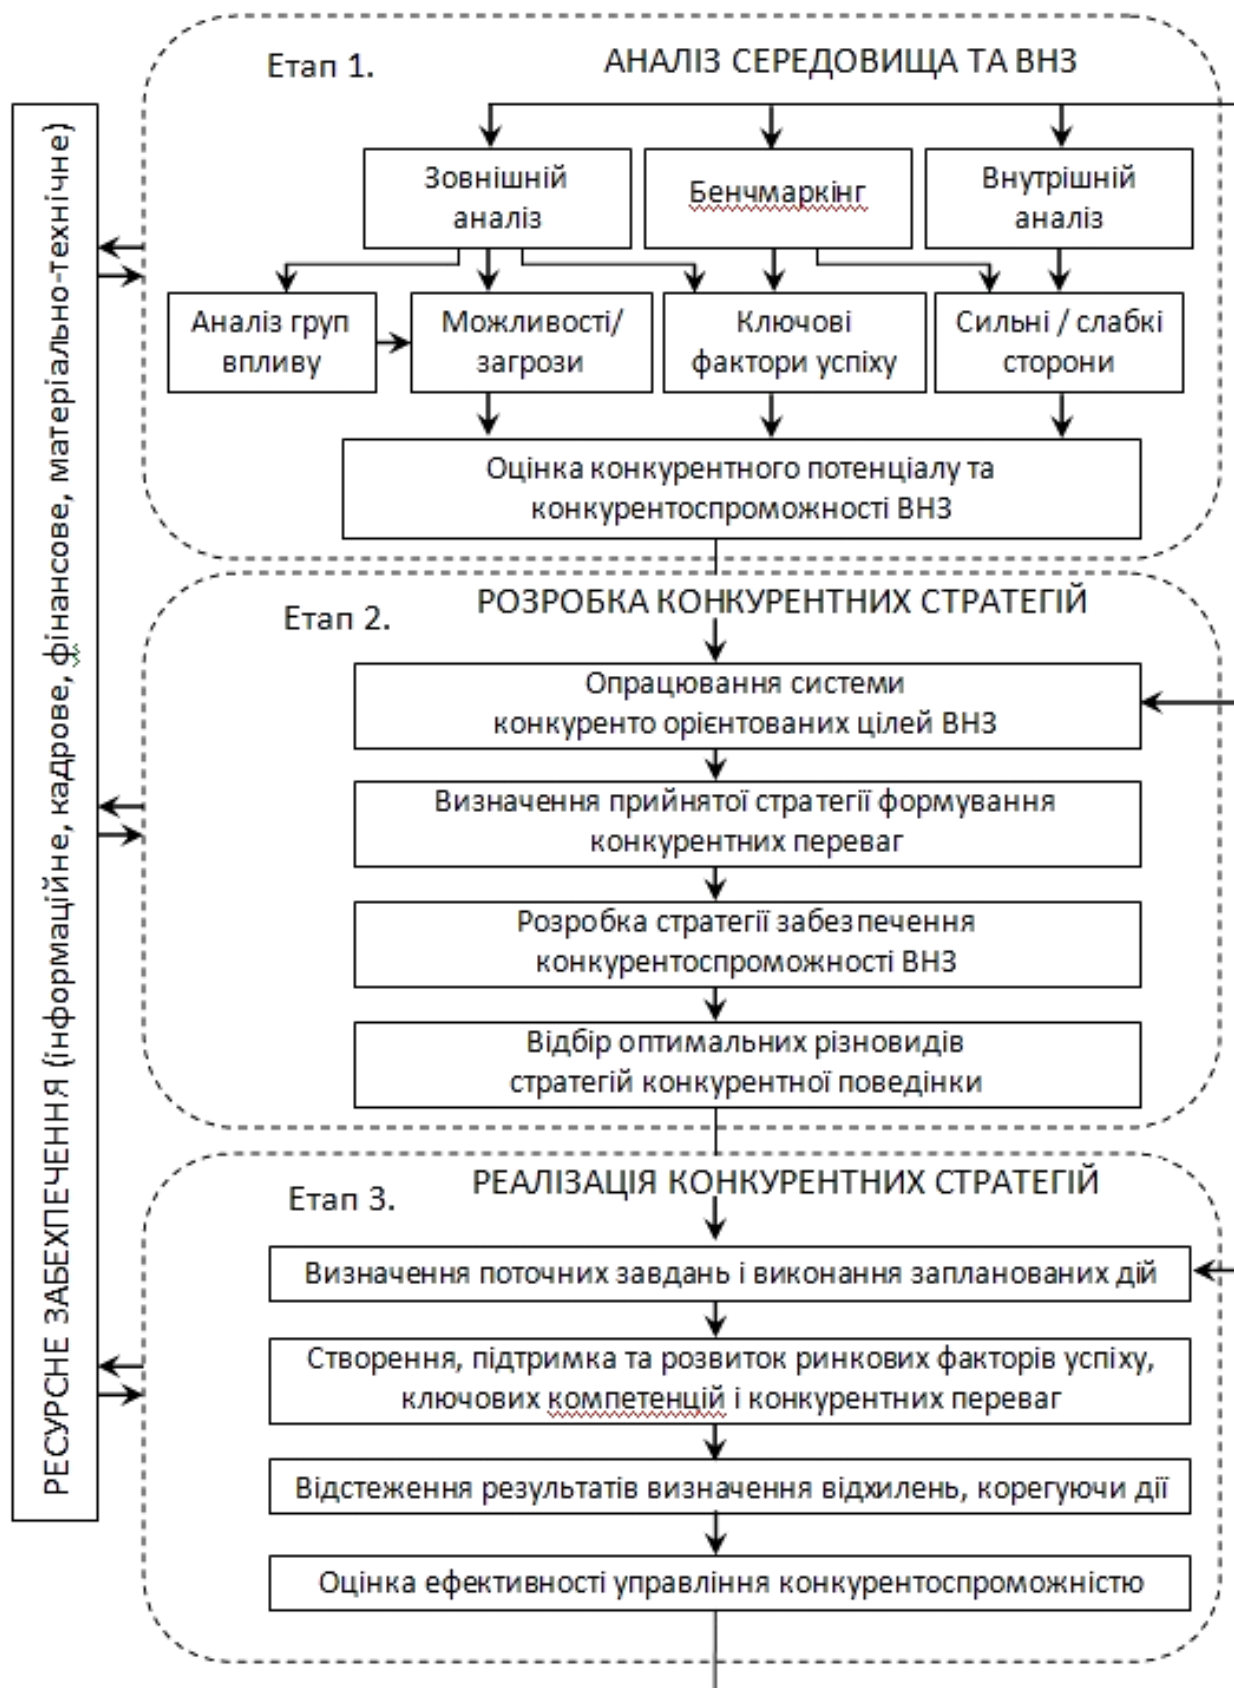 РЕСУРСНЕ ЗАБЕХПЕЧЕННЯ (інформаційне, кадрове, фінансове, матеріально-технічне)
Етап 1.
АНАЛІЗ СЕРЕДОВИЩА ТА ВНЗ
Зовнішній
аналіз
Бенчмаркінг
Внутрішній
аналіз
Аналіз груп
впливу
Можливості/
загрози
Ключові
фактори успіху
Сильні / слабкі
сторони
Оцінка конкурентного потенціалу та
конкурентоспроможності ВНЗ
Етап 2.
РОЗРОБКА КОНКУРЕНТНИХ СТРАТЕГІЙ
Опрацювання системи
конкуренто орієнтованих цілей ВНЗ
Визначення прийнятої стратегії формування
конкурентних переваг
Розробка стратегії забезпечення
конкурентоспроможності ВНЗ
Відбір оптимальних різновидів
стратегій конкурентної поведінки
Етап 3.
РЕАЛІЗАЦІЯ КОНКУРЕНТНИХ СТРАТЕГІЙ
Визначення поточних завдань і виконання запланованих дій
Створення, підтримка та розвиток ринкових факторів успіху,
ключових компетенцій і конкурентних переваг
Відстеження результатів визначення відхилень, корегуючи дії
Оцінка ефективності управління конкурентоспроможністю